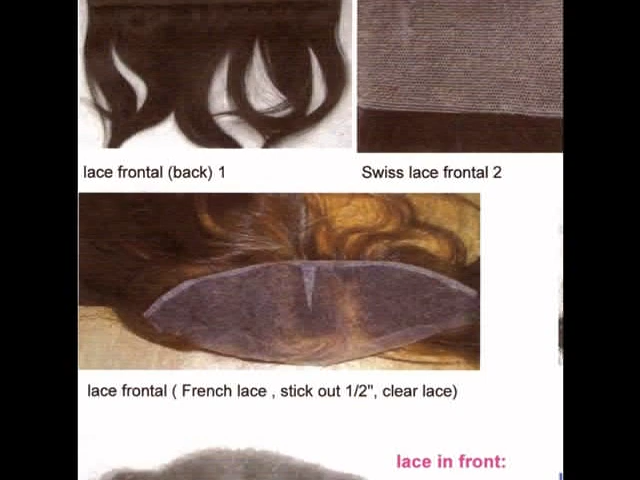 lace frontal (back) 1
Swiss lace frontal 2
lace frontal ( French lace , stick out 1/2", clear lace)
lace in front: